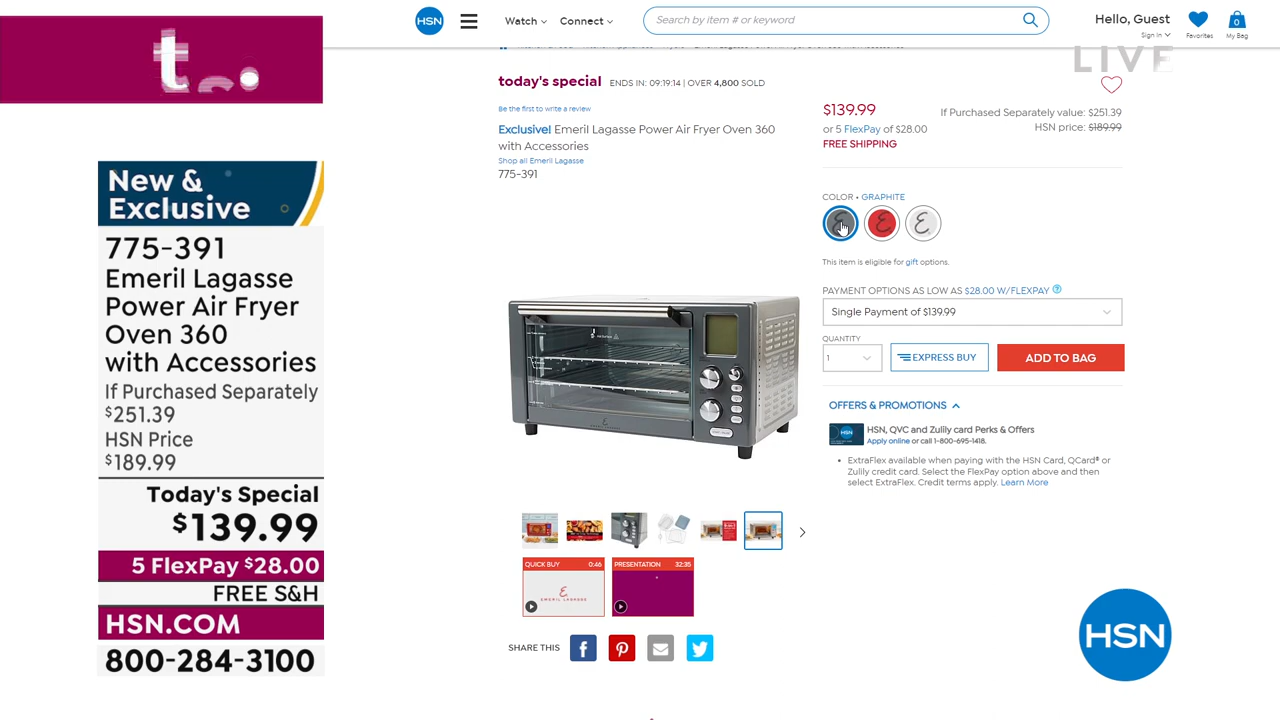 HSN
Watch
Connect
Search by item # or keyword
Hello, Guest
Sign in
Favorites
0
My Bag
LIVE
t
New &
Exclusive
775-391
Emeril Lagasse
Power Air Fryer
Oven 360
with Accessories
If Purchased Separately
$251.39
HSN Price
$189.99
Today's Special
$139.99
5 FlexPay $28.00
FREE S&H
HSN.COM
800-284-3100
today's special ENDS IN: 09:19:14 | OVER 4,800 SOLD
Be the first to write a review
Exclusive! Emeril Lagasse Power Air Fryer Oven 360
with Accessories
Shop all Emeril Lagasse
775-391
QUICK BUY 0:46
EMERIL LAGASSE
PRESENTATION 32:35
SHARE THIS
$139.99
or 5 FlexPay of $28.00
FREE SHIPPING
If Purchased Separately value: $251.39
HSN price: $189.99
COLOR • GRAPHITE
This item is eligible for gift options.
PAYMENT OPTIONS AS LOW AS $28.00 W/FLEXPAY
Single Payment of $139.99
QUANTITY
1
EXPRESS BUY
ADD TO BAG
OFFERS & PROMOTIONS
HSN
HSN, QVC and Zulily card Perks & Offers
Apply online or call 1-800-695-1418.
• ExtraFlex available when paying with the HSN Card, QCard® or
Zulily credit card. Select the FlexPay option above and then
select ExtraFlex. Credit terms apply. Learn More
HSN